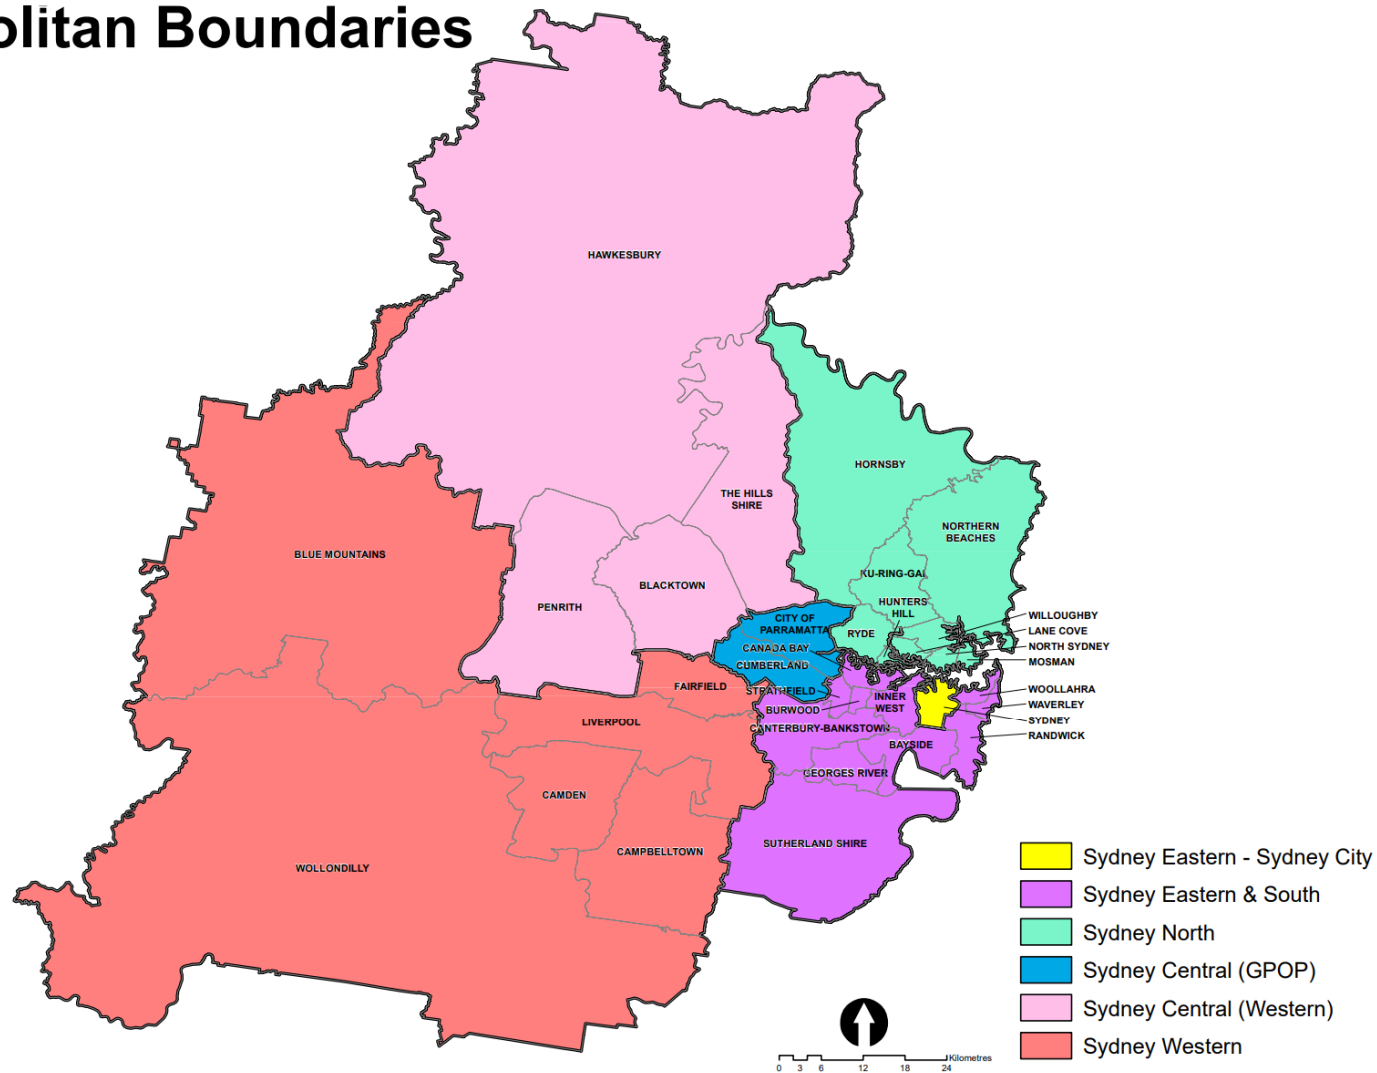 olitan Boundaries
HAWKESBURY
HORNSBY
THE HILLS
SHIRE
NORTHERN
BEACHES
BLUE MOUNTAINS
KU-RING-GAI
BLACKTOWN
PENRITH
HUNTERS
HILL
CITY OF
PARRAMATTA
RYDE
WILLOUGHBY
LANE COVE
NORTH SYDNEY
MOSMAN
CANADA BAY
CUMBERLAND
FAIRFIELD
STRATHFIELD
WOOLLAHRA
WAVERLEY
SYDNEY
RANDWICK
INNER
WEST
BURWOOD
LIVERPOOL
CANTERBURY-BANKSTOWN
BAYSIDE
GEORGES RIVER
CAMDEN
SUTHERLAND SHIRE
CAMPBELLTOWN
WOLLONDILLY
Sydney Eastern - Sydney City
Sydney Eastern & South
Sydney North
Sydney Central (GPOP)
Sydney Central (Western)
Sydney Western
Kilometres
0 3 6 12 18 24